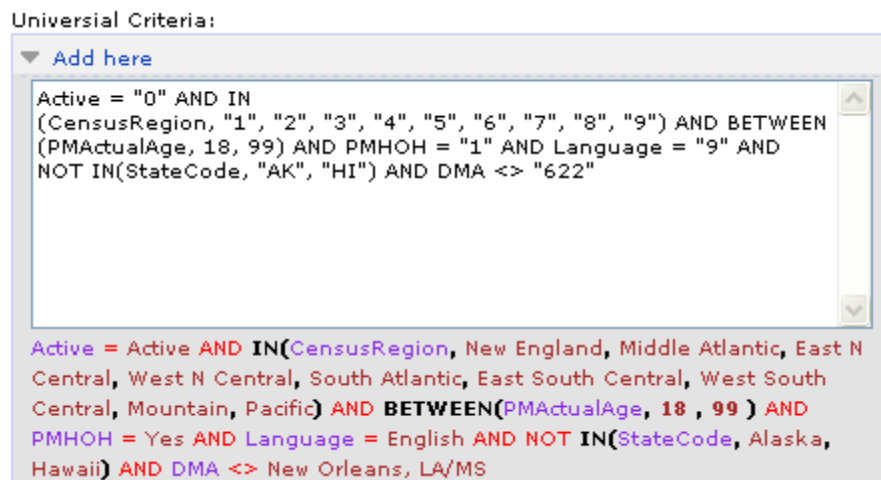 Universial Criteria:
Add here
Active = "0" AND IN
(CensusRegion, "1", "2", "3", "4", "5", "6", "7", "8", "9") AND BETWEEN
(PMActualAge, 18, 99) AND PMHOH = "1" AND Language = "9" AND
NOT IN(StateCode, "AK", "HI") AND DMA <> "622"
Active = Active AND IN(CensusRegion, New England, Middle Atlantic, East N
Central, West N Central, South Atlantic, East South Central, West South
Central, Mountain, Pacific) AND BETWEEN(PMActualAge, 18 , 99 ) AND
PMHOH = Yes AND Language = English AND NOT IN(StateCode, Alaska,
Hawaii) AND DMA <> New Orleans, LA/MS